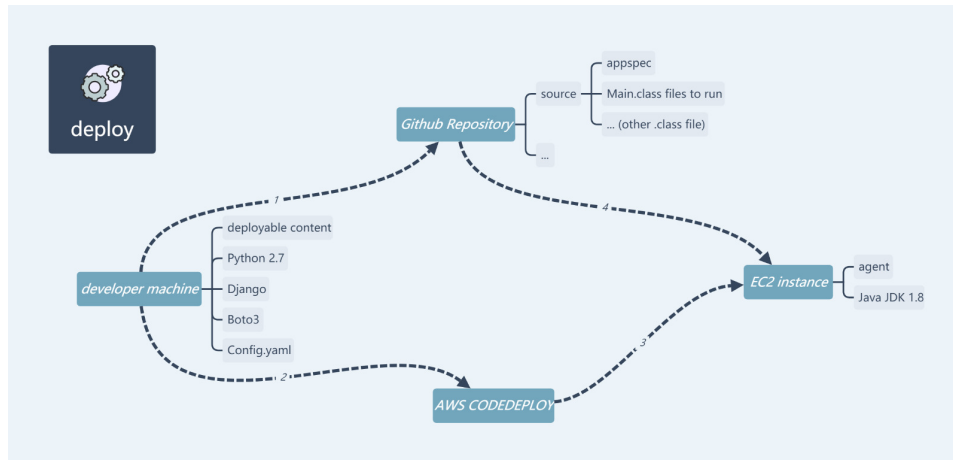 deploy
Github Repository
source
appspec
Main.class files to run
... (other .class file)
...
1
4
developer machine
deployable content
Python 2.7
Django
Boto3
Config.yaml
EC2 instance
agent
Java JDK 1.8
2
3
AWS CODEDEPLOY